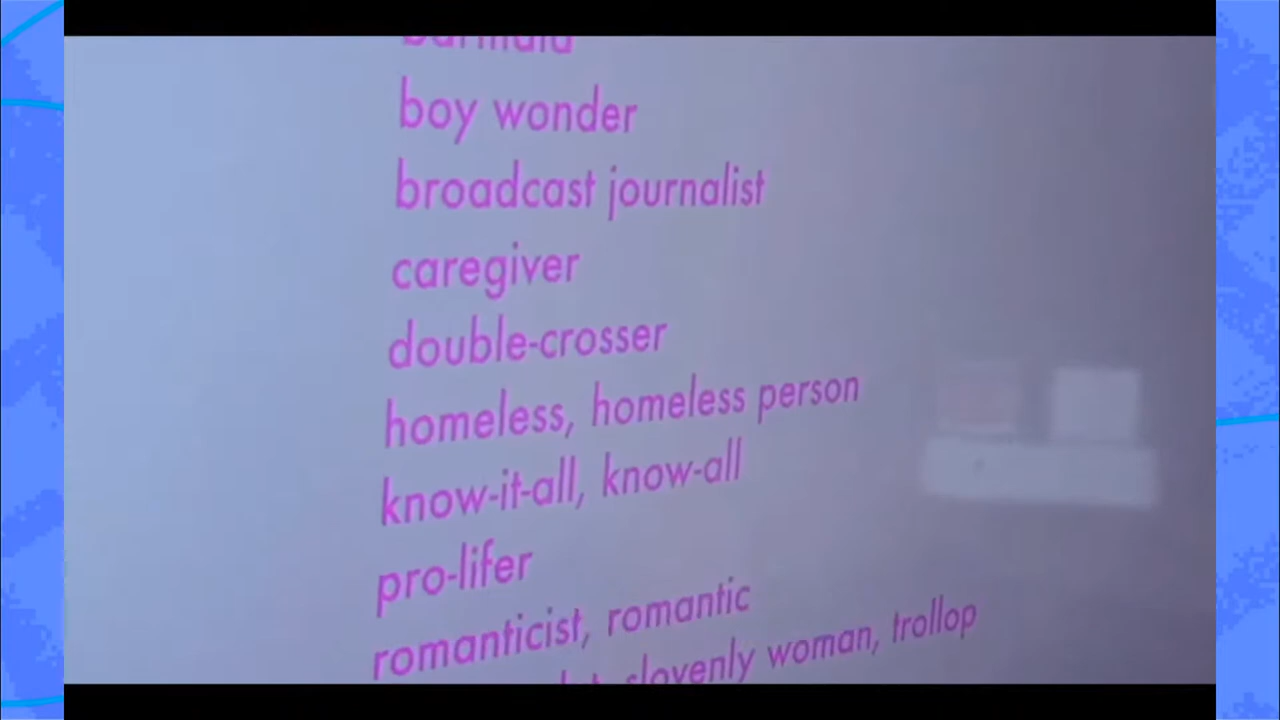 barmaid
boy wonder
broadcast journalist
caregiver
double-crosser
homeless, homeless person
know-it-all, know-all
pro-lifer
romanticist, romantic
slovenly woman, trollop